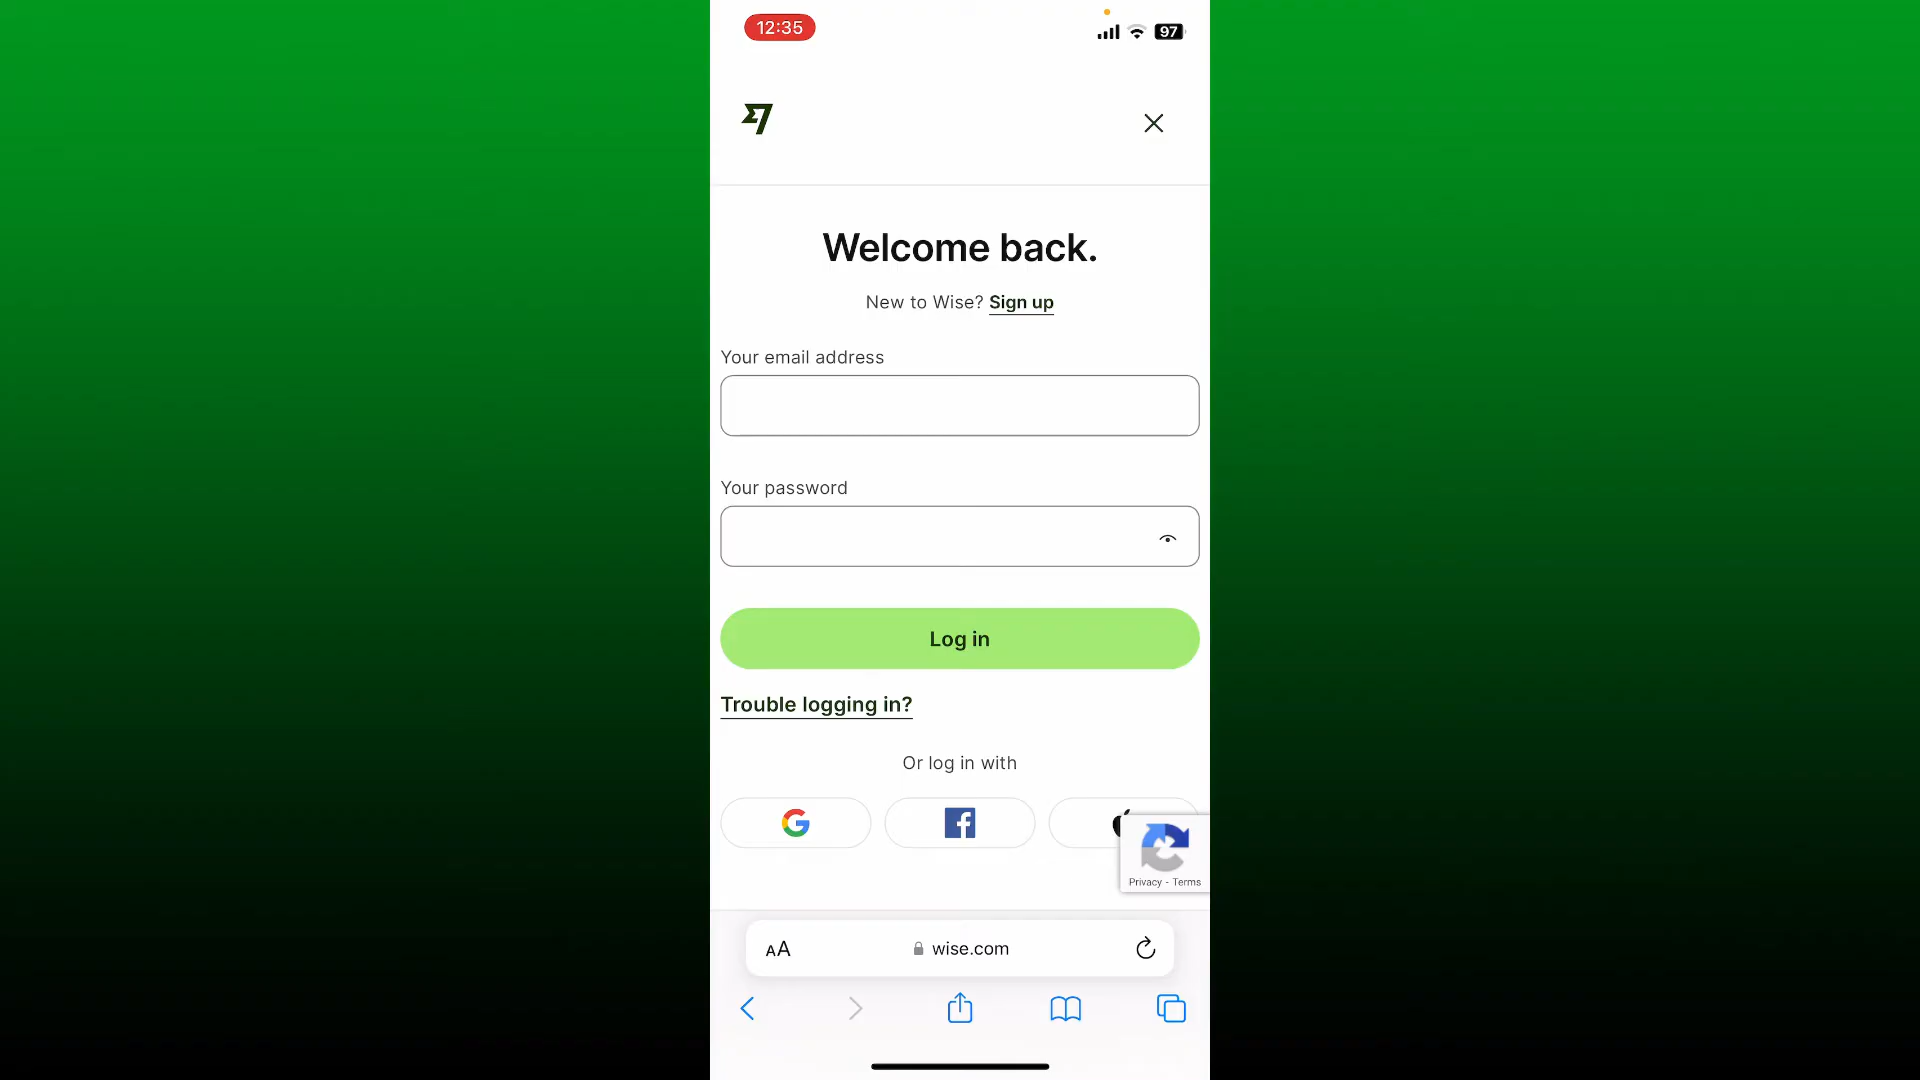 12:35
97
Welcome back.
New to Wise? Sign up
Your email address
Your password
Log in
Trouble logging in?
Or log in with
Privacy - Terms
AA
wise.com